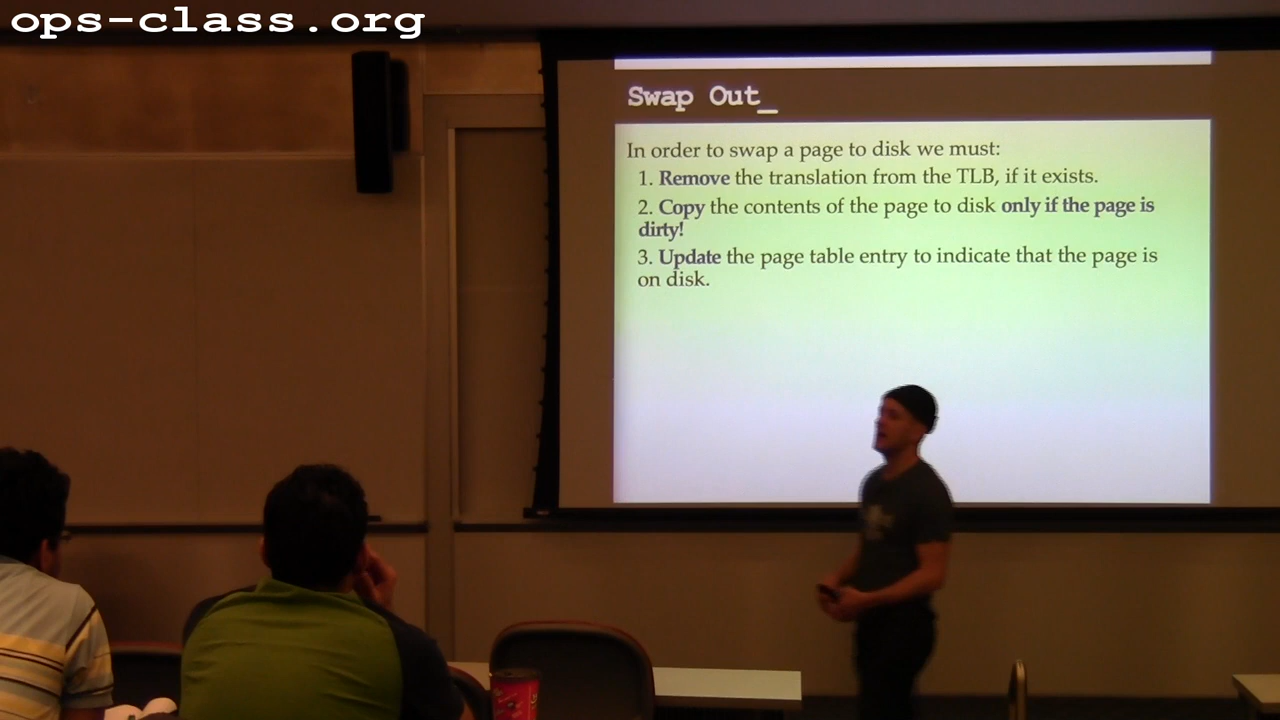 ops-class.org
Swap Out_
In order to swap a page to disk we must:
1. Remove the translation from the TLB, if it exists.
2. Copy the contents of the page to disk only if the page is
dirty!
3. Update the page table entry to indicate that the page is
on disk.